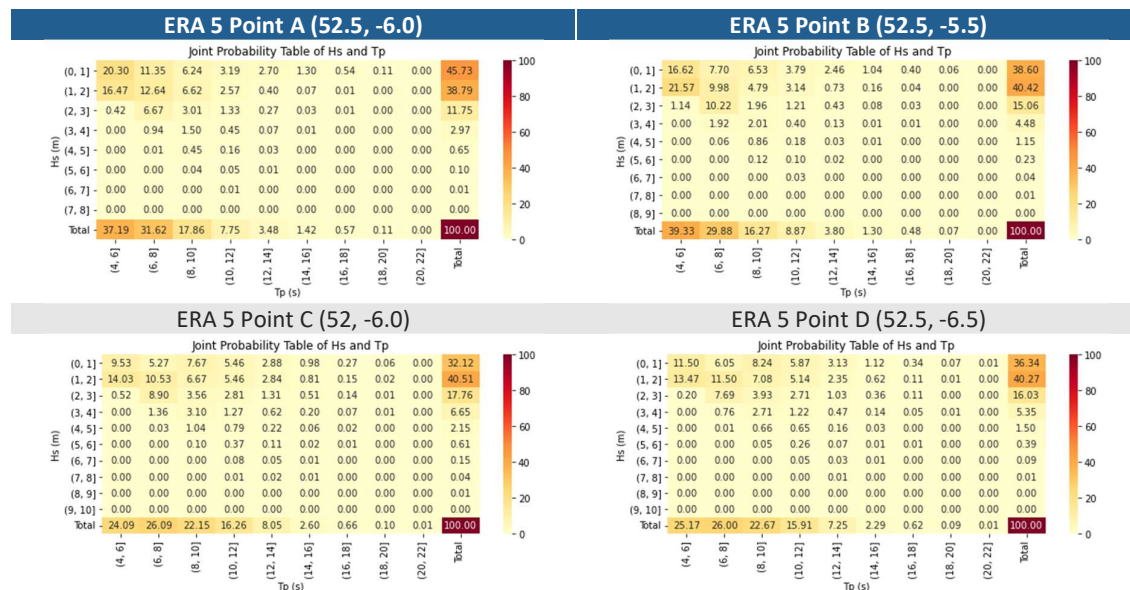 ERA 5 Point A (52.5, -6.0)
Joint Probability Table of Hs and Tp
Hs (m)
(0, 1] 20.30 11.35 6.24 3.19 2.70 1.30 0.54 0.11 0.00 45.73
(1, 2] 16.47 12.64 6.62 2.57 0.40 0.07 0.01 0.00 0.00 38.79
(2, 3] 0.42 6.67 3.01 1.33 0.27 0.03 0.01 0.00 0.00 11.75
(3, 4] 0.00 0.94 1.50 0.45 0.07 0.01 0.00 0.00 0.00 2.97
(4, 5] 0.00 0.01 0.45 0.16 0.03 0.00 0.00 0.00 0.00 0.65
(5, 6] 0.00 0.00 0.04 0.05 0.01 0.00 0.00 0.00 0.00 0.10
(6, 7] 0.00 0.00 0.00 0.01 0.00 0.00 0.00 0.00 0.00 0.01
(7, 8] 0.00 0.00 0.00 0.00 0.00 0.00 0.00 0.00 0.00 0.00
Total 37.19 31.62 17.86 7.75 3.48 1.42 0.57 0.11 0.00 100.00
(4, 6] (6, 8] (8, 10] (10, 12] (12, 14] (14, 16] (16, 18] (18, 20] (20, 22] Total
Tp (s)
100
80
60
40
20
0
ERA 5 Point B (52.5, -5.5)
Joint Probability Table of Hs and Tp
Hs (m)
(0, 1] 16.62 7.70 6.53 3.79 2.46 1.04 0.40 0.06 0.00 38.60
(1, 2] 21.57 9.98 4.79 3.14 0.73 0.16 0.04 0.00 0.00 40.42
(2, 3] 1.14 10.22 1.96 1.21 0.43 0.08 0.03 0.00 0.00 15.06
(3, 4] 0.00 1.92 2.01 0.40 0.13 0.01 0.01 0.00 0.00 4.48
(4, 5] 0.00 0.06 0.86 0.18 0.03 0.01 0.00 0.00 0.00 1.15
(5, 6] 0.00 0.00 0.12 0.10 0.02 0.00 0.00 0.00 0.00 0.23
(6, 7] 0.00 0.00 0.00 0.03 0.00 0.00 0.00 0.00 0.00 0.04
(7, 8] 0.00 0.00 0.00 0.00 0.00 0.00 0.00 0.00 0.00 0.01
(8, 9] 0.00 0.00 0.00 0.00 0.00 0.00 0.00 0.00 0.00 0.00
Total 39.33 29.88 16.27 8.87 3.80 1.30 0.48 0.07 0.00 100.00
(4, 6] (6, 8] (8, 10] (10, 12] (12, 14] (14, 16] (16, 18] (18, 20] (20, 22] Total
Tp (s)
100
80
60
40
20
0
ERA 5 Point C (52, -6.0)
Joint Probability Table of Hs and Tp
Hs (m)
(0, 1] 9.53 5.27 7.67 5.46 2.88 0.98 0.27 0.06 0.00 32.12
(1, 2] 14.03 10.53 6.67 5.46 2.84 0.81 0.15 0.02 0.00 40.51
(2, 3] 0.52 8.90 3.56 2.81 1.31 0.51 0.14 0.01 0.00 17.76
(3, 4] 0.00 1.36 3.10 1.27 0.62 0.20 0.07 0.01 0.00 6.65
(4, 5] 0.00 0.03 1.04 0.79 0.22 0.06 0.02 0.00 0.00 2.15
(5, 6] 0.00 0.00 0.10 0.37 0.11 0.02 0.01 0.00 0.00 0.61
(6, 7] 0.00 0.00 0.00 0.08 0.05 0.01 0.00 0.00 0.00 0.15
(7, 8] 0.00 0.00 0.00 0.01 0.02 0.01 0.00 0.00 0.00 0.04
(8, 9] 0.00 0.00 0.00 0.00 0.00 0.00 0.00 0.00 0.00 0.01
(9, 10] 0.00 0.00 0.00 0.00 0.00 0.00 0.00 0.00 0.00 0.00
Total 24.09 26.09 22.15 16.26 8.05 2.60 0.66 0.10 0.01 100.00
(4, 6] (6, 8] (8, 10] (10, 12] (12, 14] (14, 16] (16, 18] (18, 20] (20, 22] Total
Tp (s)
100
80
60
40
20
0
ERA 5 Point D (52.5, -6.5)
Joint Probability Table of Hs and Tp
Hs (m)
(0, 1] 11.50 6.05 8.24 5.87 3.13 1.12 0.34 0.07 0.01 36.34
(1, 2] 13.47 11.50 7.08 5.14 2.35 0.62 0.11 0.01 0.00 40.27
(2, 3] 0.20 7.69 3.93 2.71 1.03 0.36 0.11 0.00 0.00 16.03
(3, 4] 0.00 0.76 2.71 1.22 0.47 0.14 0.05 0.01 0.00 5.35
(4, 5] 0.00 0.01 0.66 0.65 0.16 0.03 0.01 0.00 0.00 1.50
(5, 6] 0.00 0.00 0.05 0.26 0.07 0.01 0.01 0.00 0.00 0.39
(6, 7] 0.00 0.00 0.00 0.05 0.03 0.01 0.00 0.00 0.00 0.09
(7, 8] 0.00 0.00 0.00 0.00 0.01 0.00 0.00 0.00 0.00 0.01
(8, 9] 0.00 0.00 0.00 0.00 0.00 0.00 0.00 0.00 0.00 0.00
(9, 10] 0.00 0.00 0.00 0.00 0.00 0.00 0.00 0.00 0.00 0.00
Total 25.17 26.00 22.67 15.91 7.25 2.29 0.62 0.09 0.01 100.00
(4, 6] (6, 8] (8, 10] (10, 12] (12, 14] (14, 16] (16, 18] (18, 20] (20, 22] Total
Tp (s)
100
80
60
40
20
0